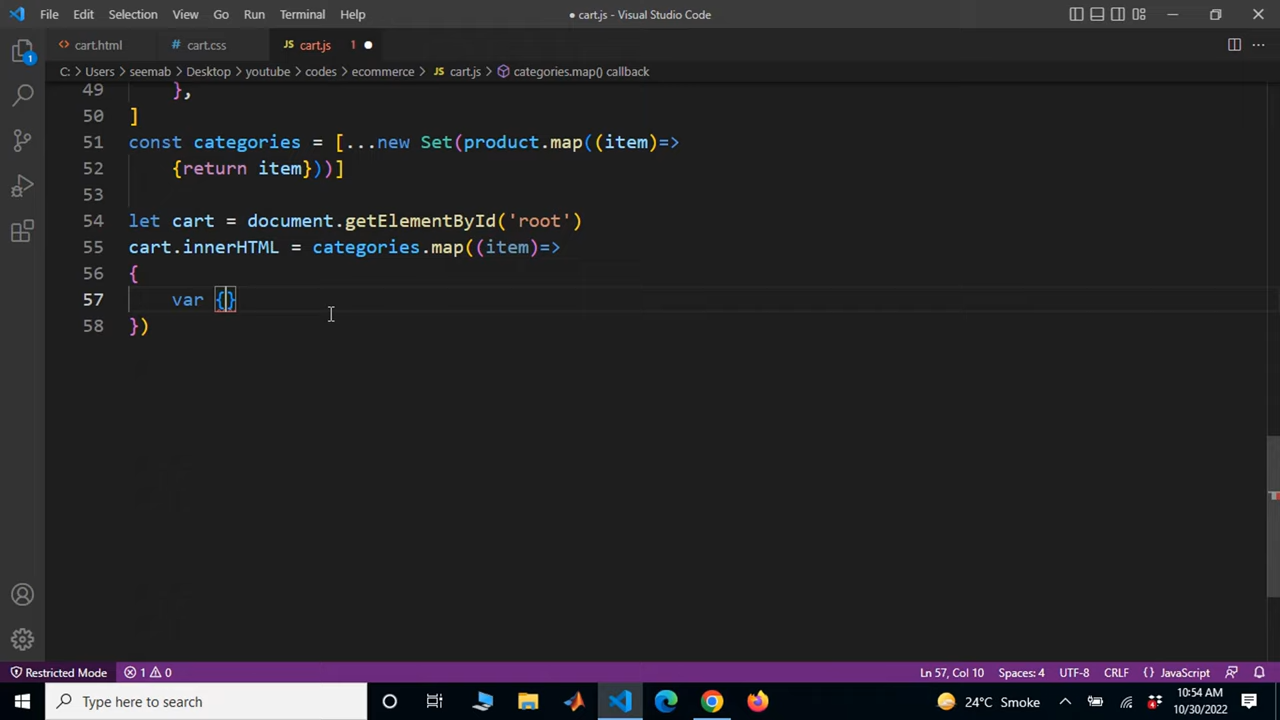 File Edit Selection View Go Run Terminal Help
● cart.js - Visual Studio Code
cart.html
cart.css
JS cart.js 1 ●
C: > Users > seemab > Desktop > youtube > codes > ecommerce > JS cart.js > categories.map() callback
49 },
50 ]
51 const categories = [...new Set(product.map((item)=>
52 {return item}))]
53
54 let cart = document.getElementById('root')
55 cart.innerHTML = categories.map((item)=>
56 {
57 var {}
58 })
1
Restricted Mode 1 0 Ln 57, Col 10 Spaces: 4 UTF-8 CRLF {} JavaScript
Type here to search 24°C Smoke 10:54 AM
10/30/2022